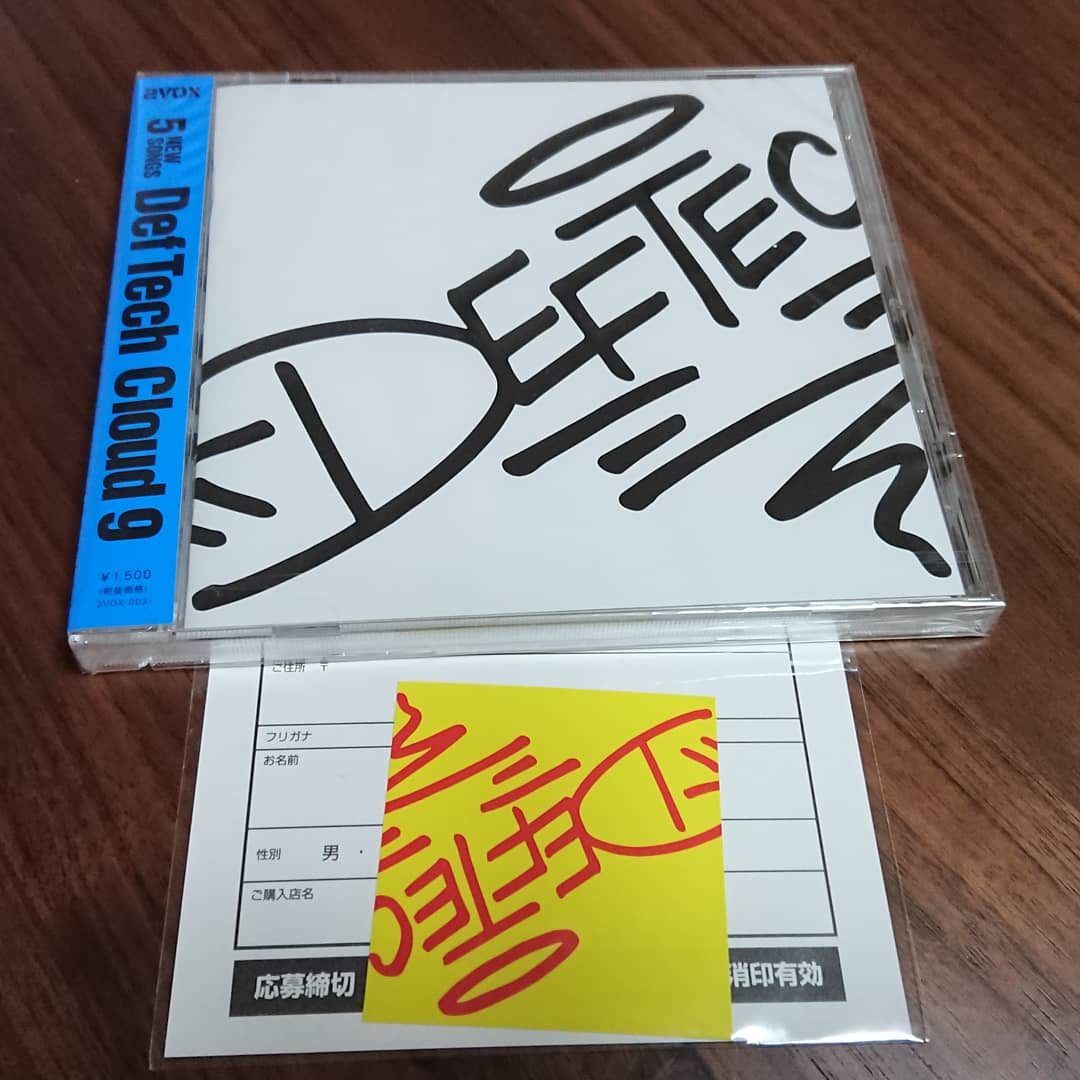 2VOX
5 NEW SONGS
Def Tech Cloud 9
¥1,500
(税抜価格)
2VOX-003
DEFTEC
ご住所 〒
フリガナ
お名前
性別 男・
ご購入店名
応募締切
消印有効
DEFTEC